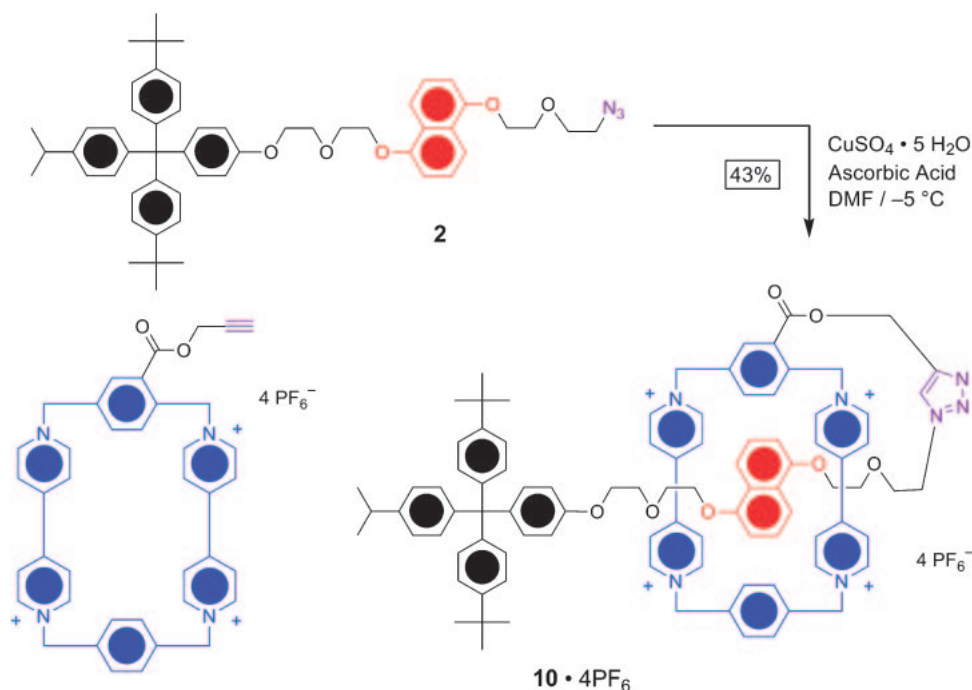 O
O
O
O
O
N₃
2
43%
CuSO₄ • 5 H₂O
Ascorbic Acid
DMF / –5 °C
O
O
4 PF₆⁻
N
+
N
+
N
+
N
+
O
O
N
N
N
N
+
N
+
O
O
O
O
O
N
+
N
+
4 PF₆⁻
10 • 4PF₆